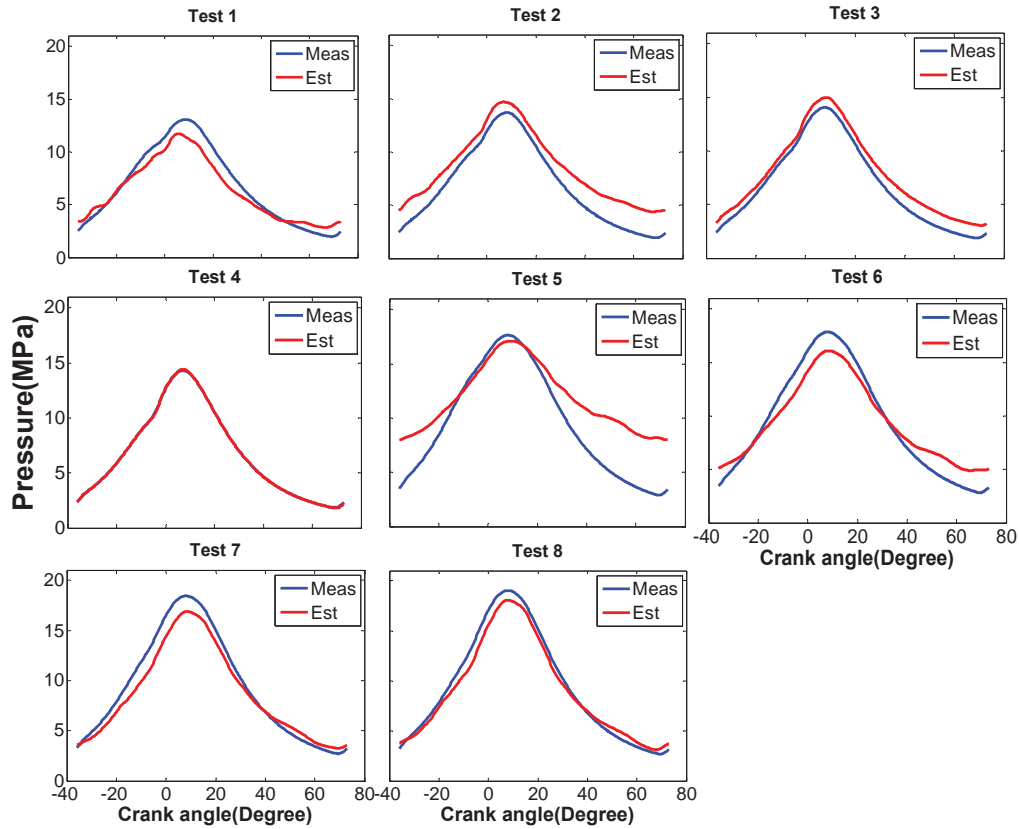 Test 1
Test 2
Test 3
20
15
10
5
0
Meas
Est
Meas
Est
Meas
Est
Test 4
Test 5
Test 6
Pressure(MPa)
20
15
10
5
0
Meas
Est
Meas
Est
Meas
Est
-40 -20 0 20 40 60 80
Crank angle(Degree)
Test 7
Test 8
20
15
10
5
0
Meas
Est
Meas
Est
-40 -20 0 20 40 60 80-40 -20 0 20 40 60 80
Crank angle(Degree)
Crank angle(Degree)